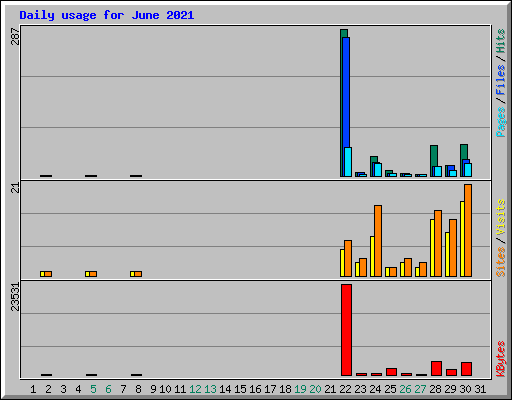 Daily usage for June 2021
287
Pages / Files / Hits
21
Sites / Visits
23531
KBytes
1 2 3 4 5 6 7 8 9 10 11 12 13 14 15 16 17 18 19 20 21 22 23 24 25 26 27 28 29 30 31